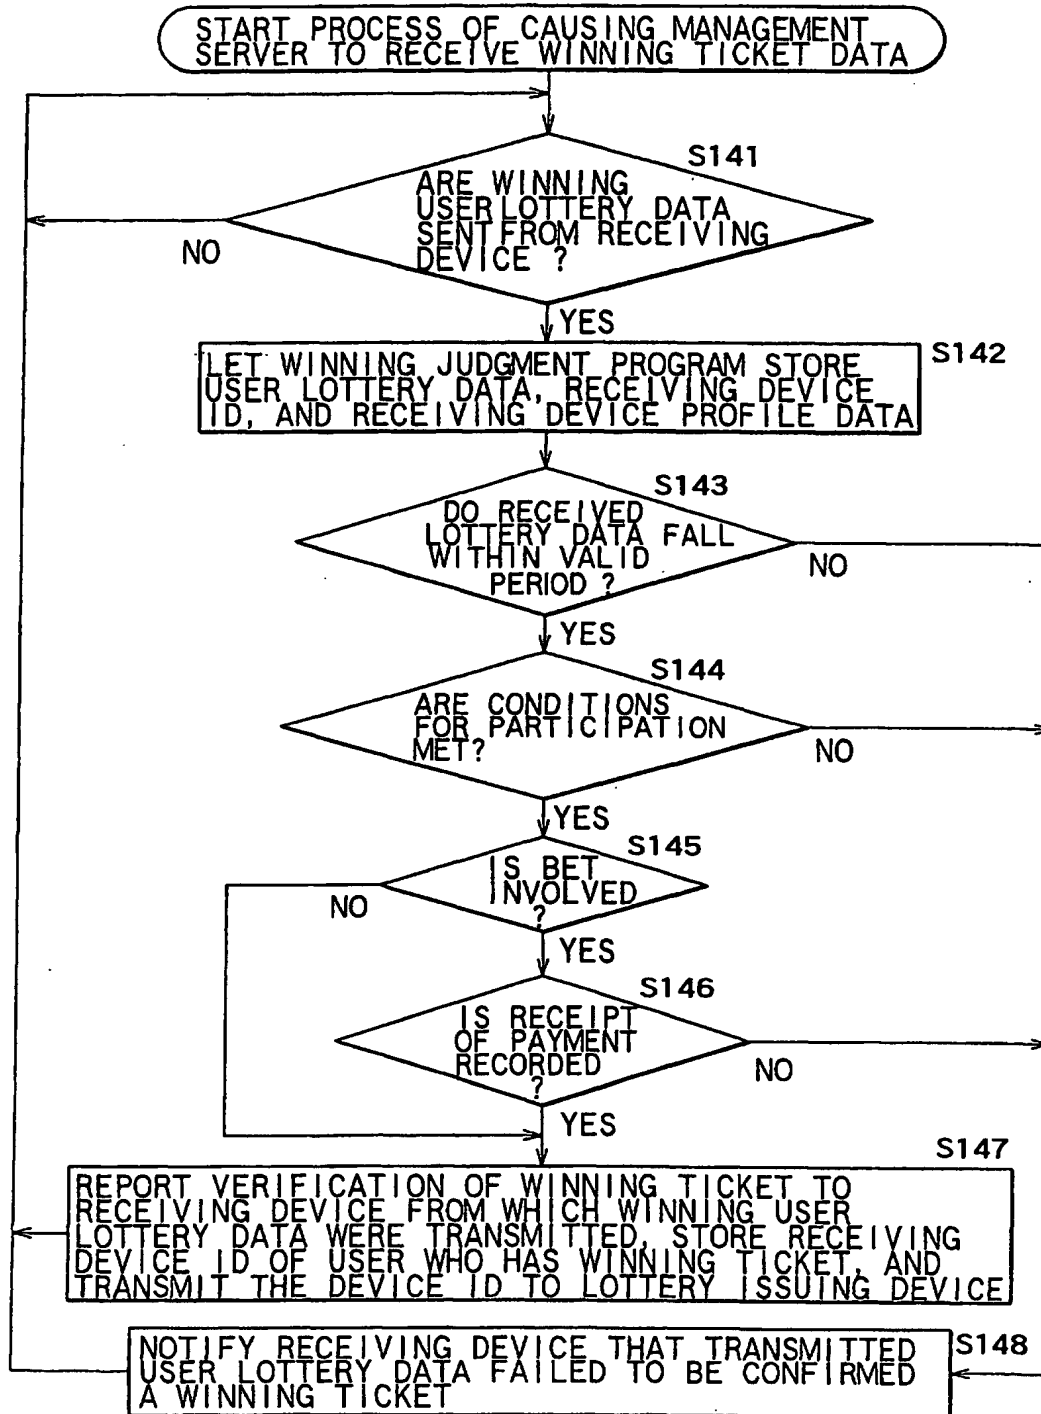 START PROCESS OF CAUSING MANAGEMENT
SERVER TO RECEIVE WINNING TICKET DATA
S141
ARE WINNING
USER LOTTERY DATA
SENT FROM RECEIVING
DEVICE ?
NO
YES
S142
LET WINNING JUDGMENT PROGRAM STORE
USER LOTTERY DATA, RECEIVING DEVICE
ID, AND RECEIVING DEVICE PROFILE DATA
S143
DO RECEIVED
LOTTERY DATA FALL
WITHIN VALID
PERIOD ?
NO
YES
S144
ARE CONDITIONS
FOR PARTICIPATION
MET?
NO
YES
S145
IS BET
INVOLVED
?
NO
YES
S146
IS RECEIPT
OF PAYMENT
RECORDED
?
NO
YES
S147
REPORT VERIFICATION OF WINNING TICKET TO
RECEIVING DEVICE FROM WHICH WINNING USER
LOTTERY DATA WERE TRANSMITTED, STORE RECEIVING
DEVICE ID OF USER WHO HAS WINNING TICKET, AND
TRANSMIT THE DEVICE ID TO LOTTERY ISSUING DEVICE
S148
NOTIFY RECEIVING DEVICE THAT TRANSMITTED
USER LOTTERY DATA FAILED TO BE CONFIRMED
A WINNING TICKET